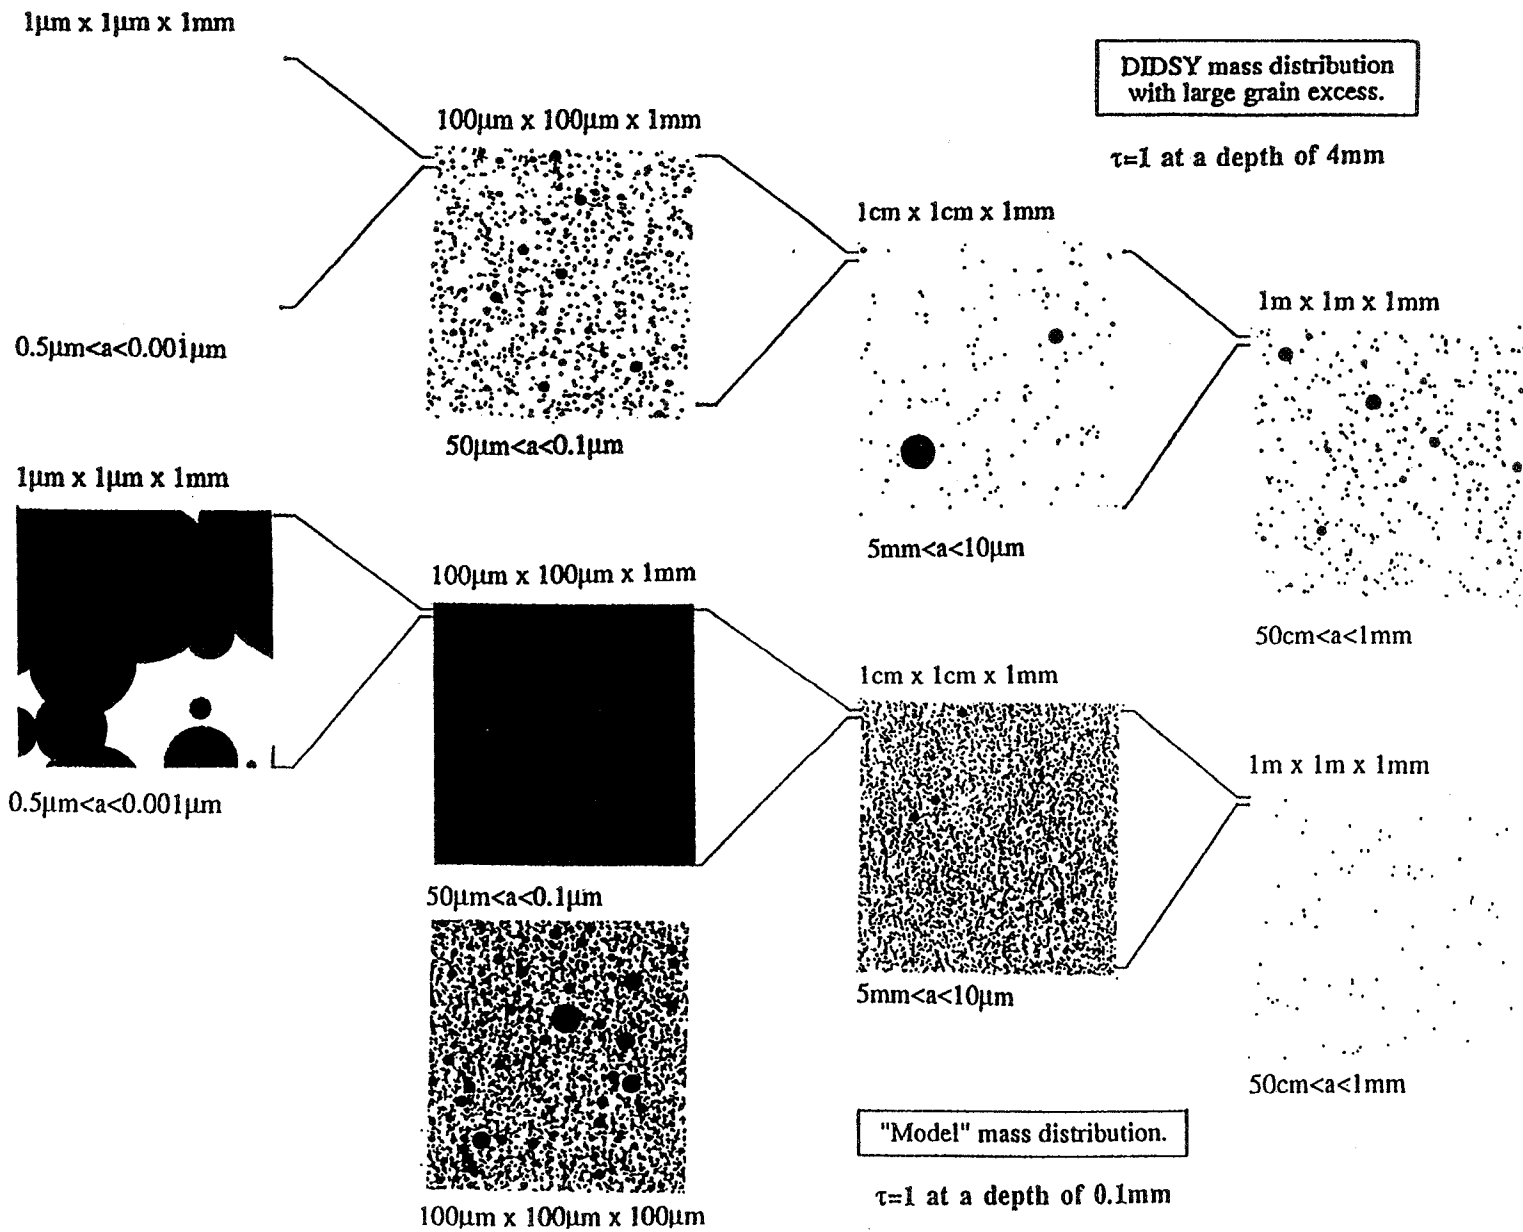 1μm x 1μm x 1mm
DIDSY mass distribution
with large grain excess.
τ=1 at a depth of 4mm
100μm x 100μm x 1mm
1cm x 1cm x 1mm
1m x 1m x 1mm
0.5μm<a<0.001μm
50μm<a<0.1μm
5mm<a<10μm
50cm<a<1mm
1μm x 1μm x 1mm
100μm x 100μm x 1mm
1cm x 1cm x 1mm
1m x 1m x 1mm
0.5μm<a<0.001μm
50μm<a<0.1μm
5mm<a<10μm
50cm<a<1mm
"Model" mass distribution.
τ=1 at a depth of 0.1mm
100μm x 100μm x 100μm